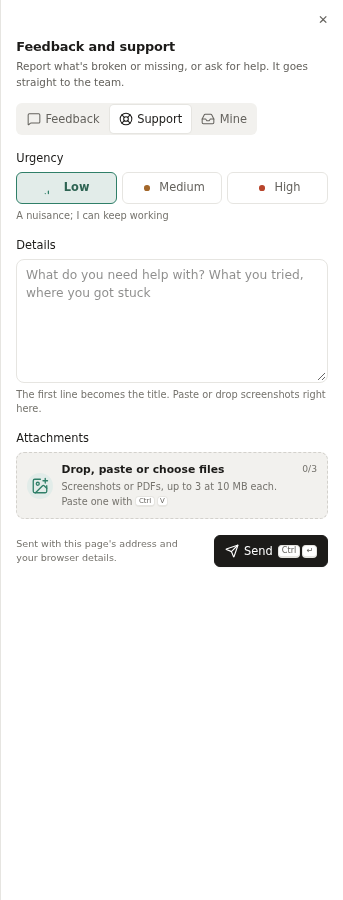 ×
Feedback and support
Report what's broken or missing, or ask for help. It goes
straight to the team.
Feedback Support Mine
Urgency
Low Medium High
A nuisance; I can keep working
Details
What do you need help with? What you tried,
where you got stuck
The first line becomes the title. Paste or drop screenshots right
here.
Attachments
Drop, paste or choose files 0/3
Screenshots or PDFs, up to 3 at 10 MB each.
Paste one with Ctrl V
Sent with this page's address and
your browser details.
Send Ctrl ↵